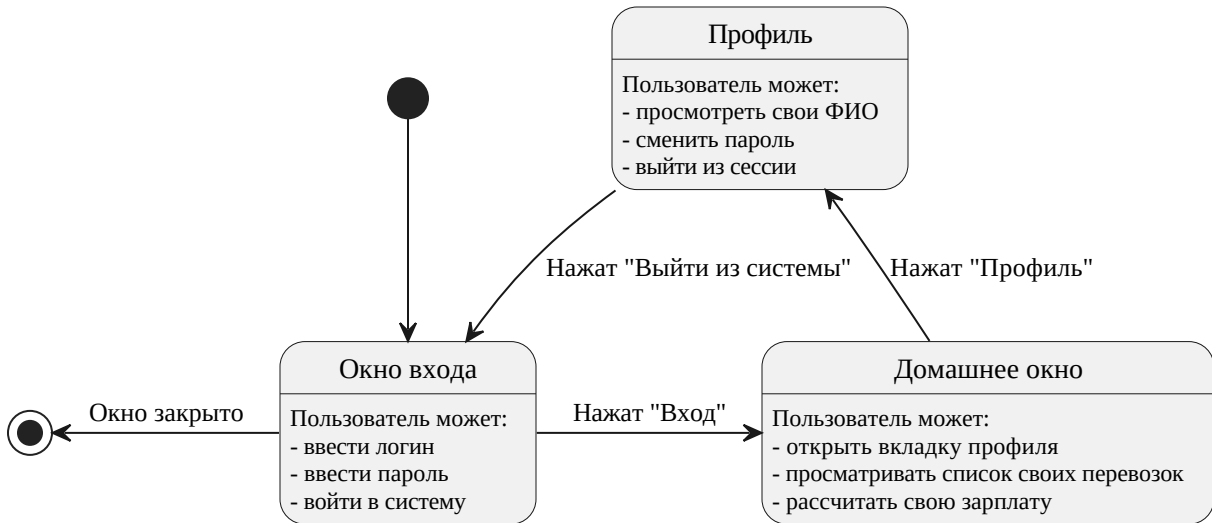 Профиль
Пользователь может:
- просмотреть свои ФИО
- сменить пароль
- выйти из сессии
Нажат "Выйти из системы"
Нажат "Профиль"
Окно входа
Пользователь может:
- ввести логин
- ввести пароль
- войти в систему
Окно закрыто
Нажат "Вход"
Домашнее окно
Пользователь может:
- открыть вкладку профиля
- просматривать список своих перевозок
- рассчитать свою зарплату